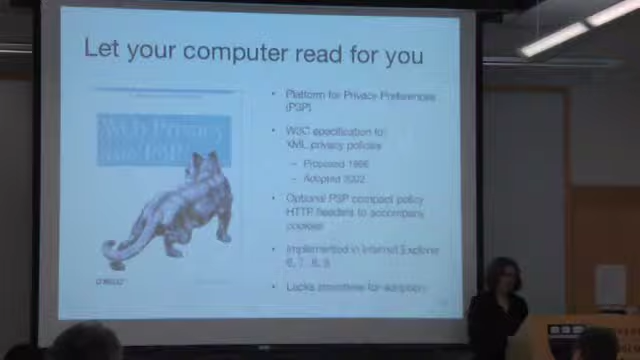 Let your computer read for you
Web Privacy
with P3P
O'REILLY
• Platform for Privacy Preferences
(P3P)
• W3C specification for
XML privacy policies
– Proposed 1996
– Adopted 2002
• Optional P3P compact policy
HTTP headers to accompany
cookies
• Implemented in Internet Explorer
6, 7, 8, 9
• Lacks incentives for adoption